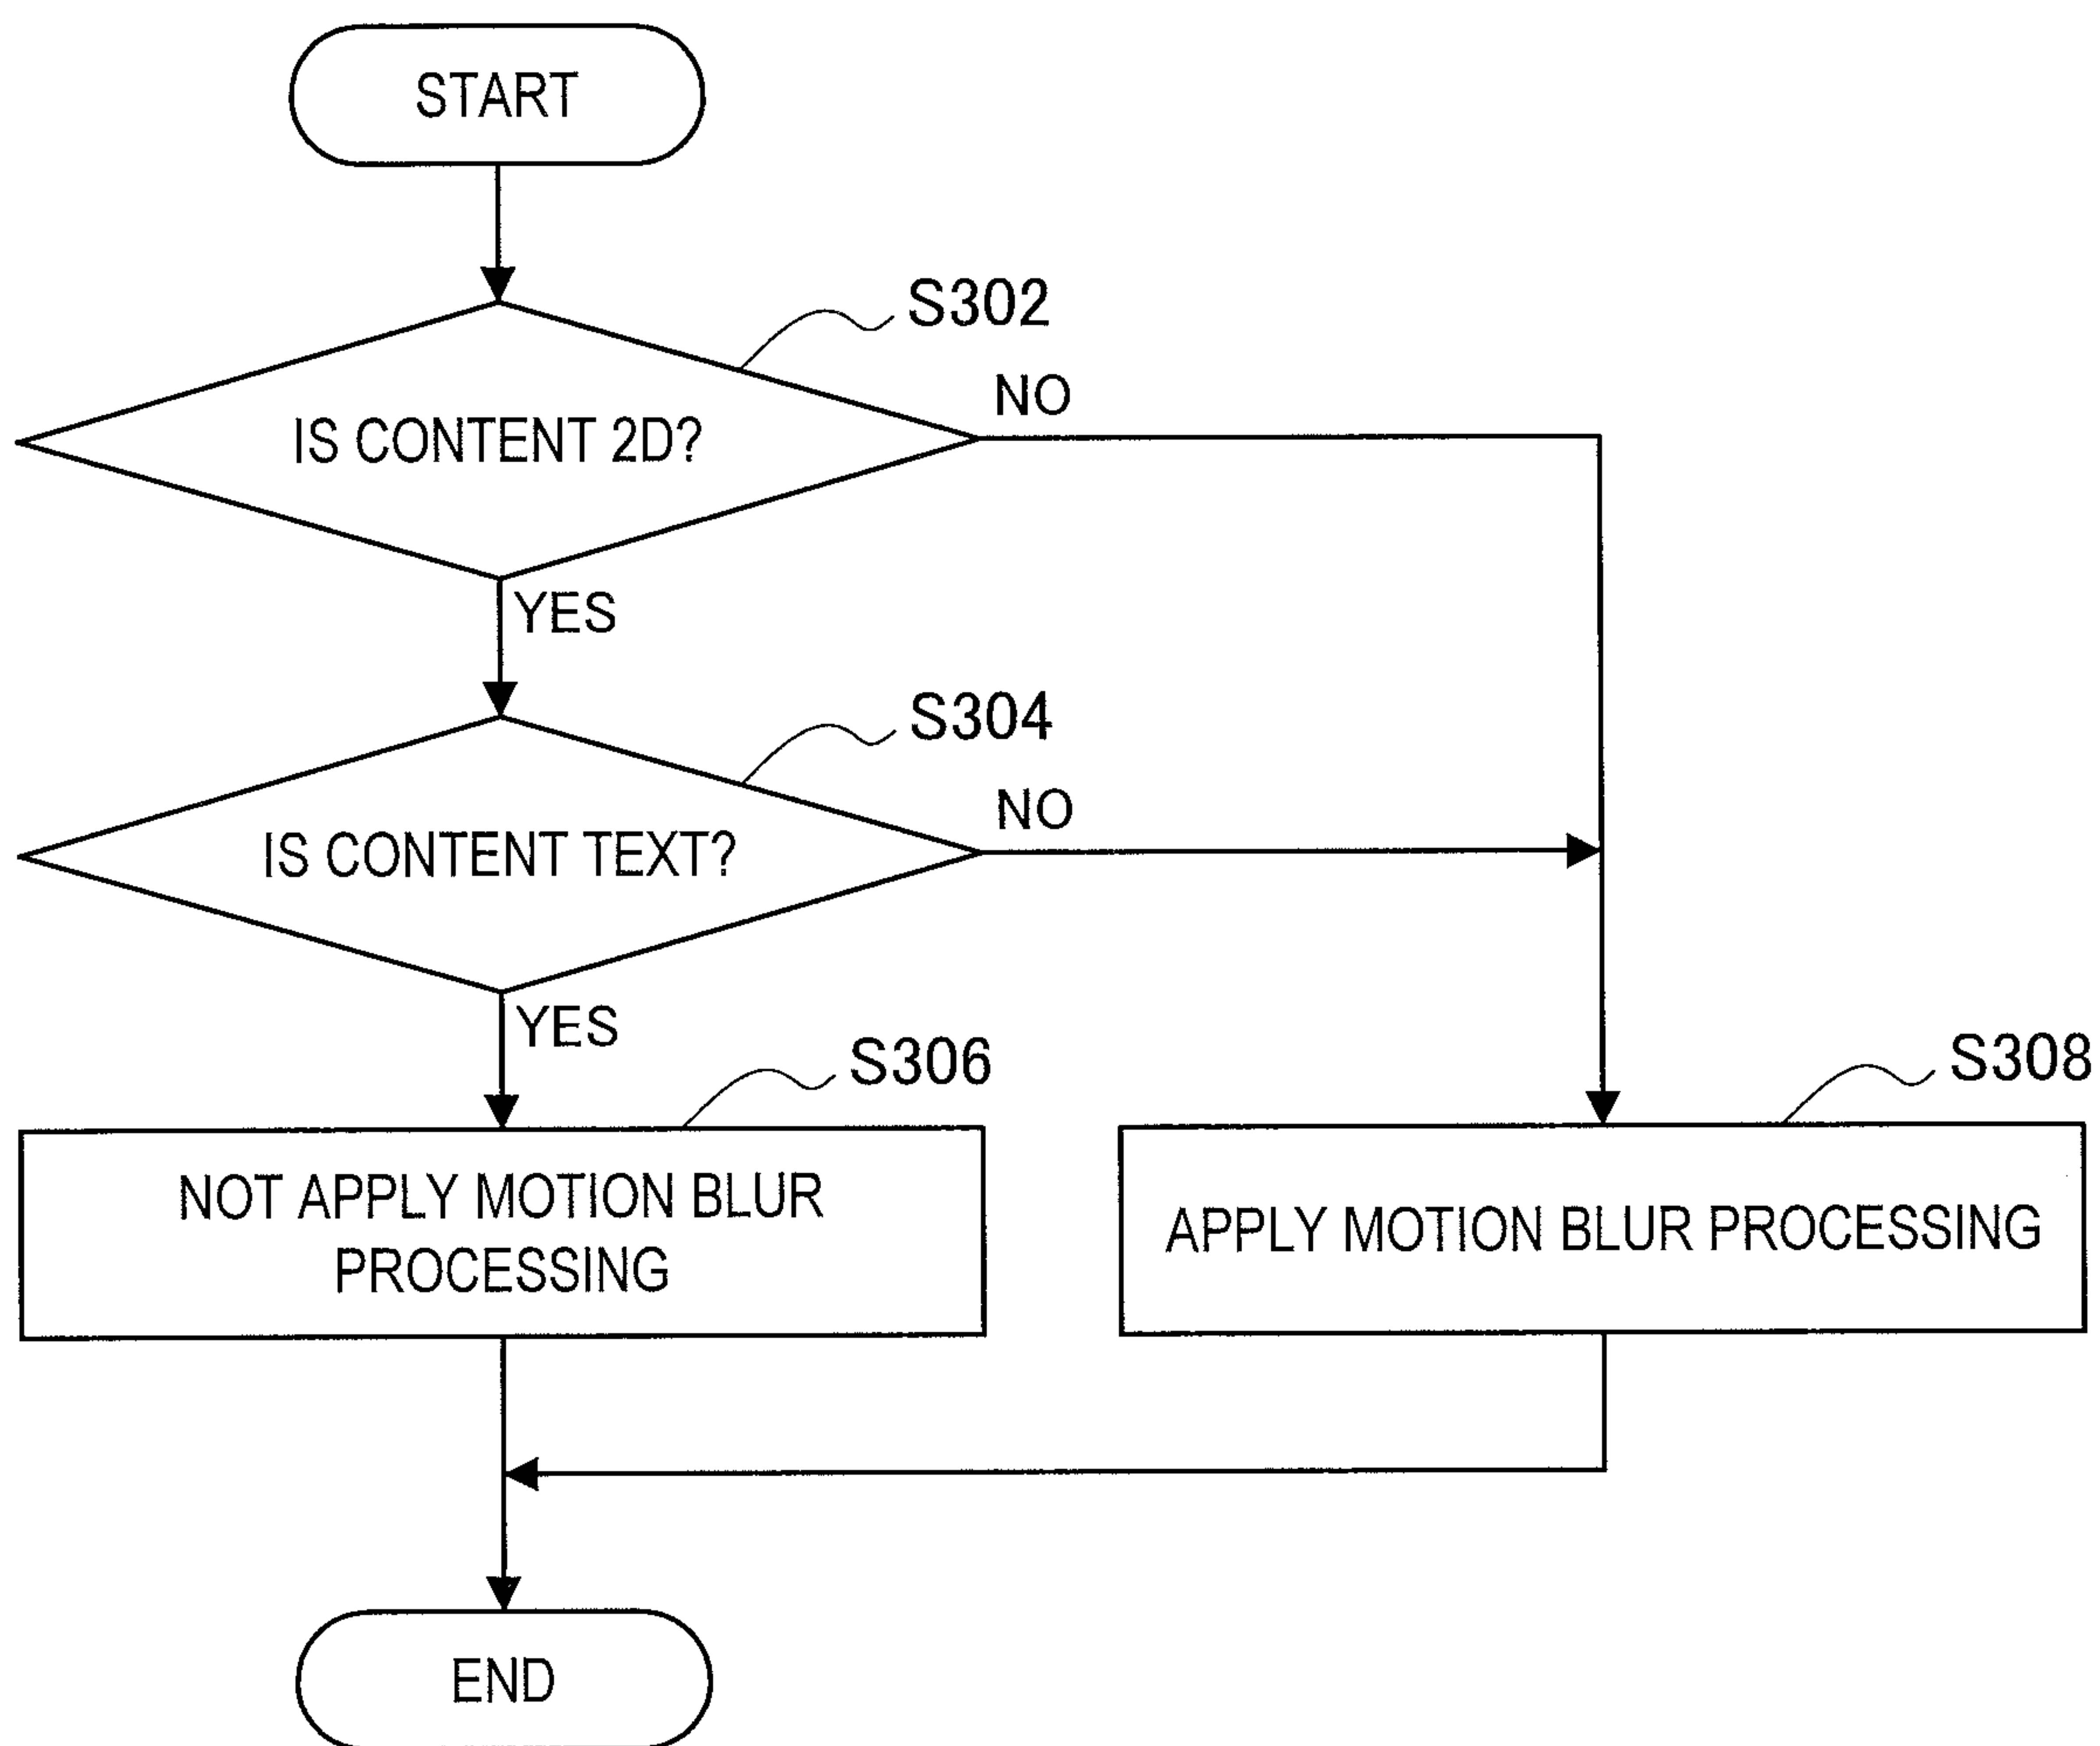 START
S302
NO
IS CONTENT 2D?
YES
S304
NO
IS CONTENT TEXT?
YES
S306
S308
NOT APPLY MOTION BLUR
PROCESSING
APPLY MOTION BLUR PROCESSING
END